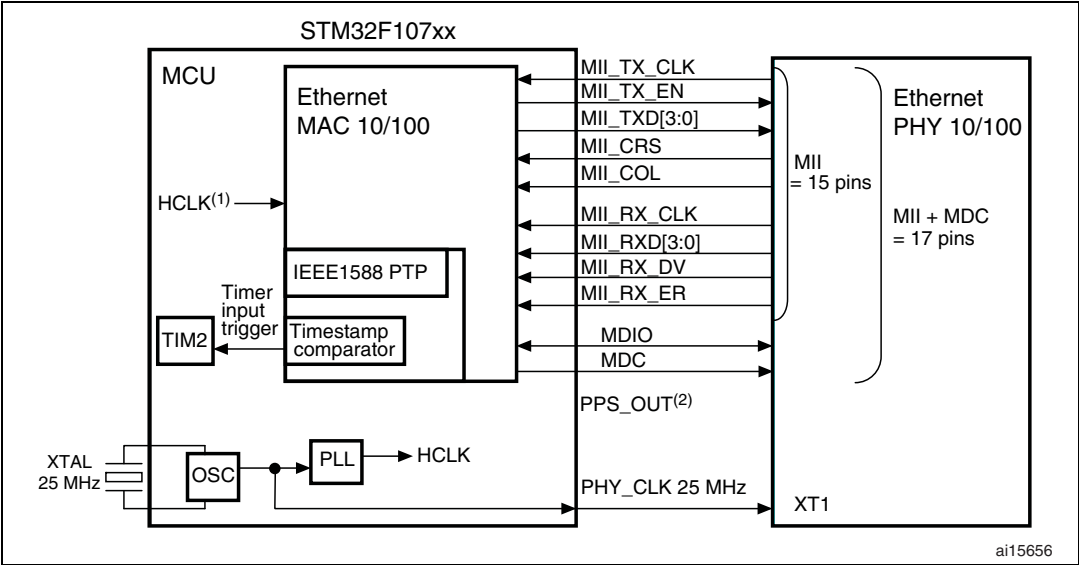 STM32F107xx
MCU
Ethernet
MAC 10/100
HCLK(1)
IEEE1588 PTP
Timer
input
trigger
TIM2
Timestamp
comparator
XTAL
25 MHz
OSC
PLL
HCLK
MII_TX_CLK
MII_TX_EN
MII_TXD[3:0]
MII_CRS
MII_COL
MII_RX_CLK
MII_RXD[3:0]
MII_RX_DV
MII_RX_ER
MDIO
MDC
PPS_OUT(2)
PHY_CLK 25 MHz
MII
= 15 pins
Ethernet
PHY 10/100
MII + MDC
= 17 pins
XT1
ai15656